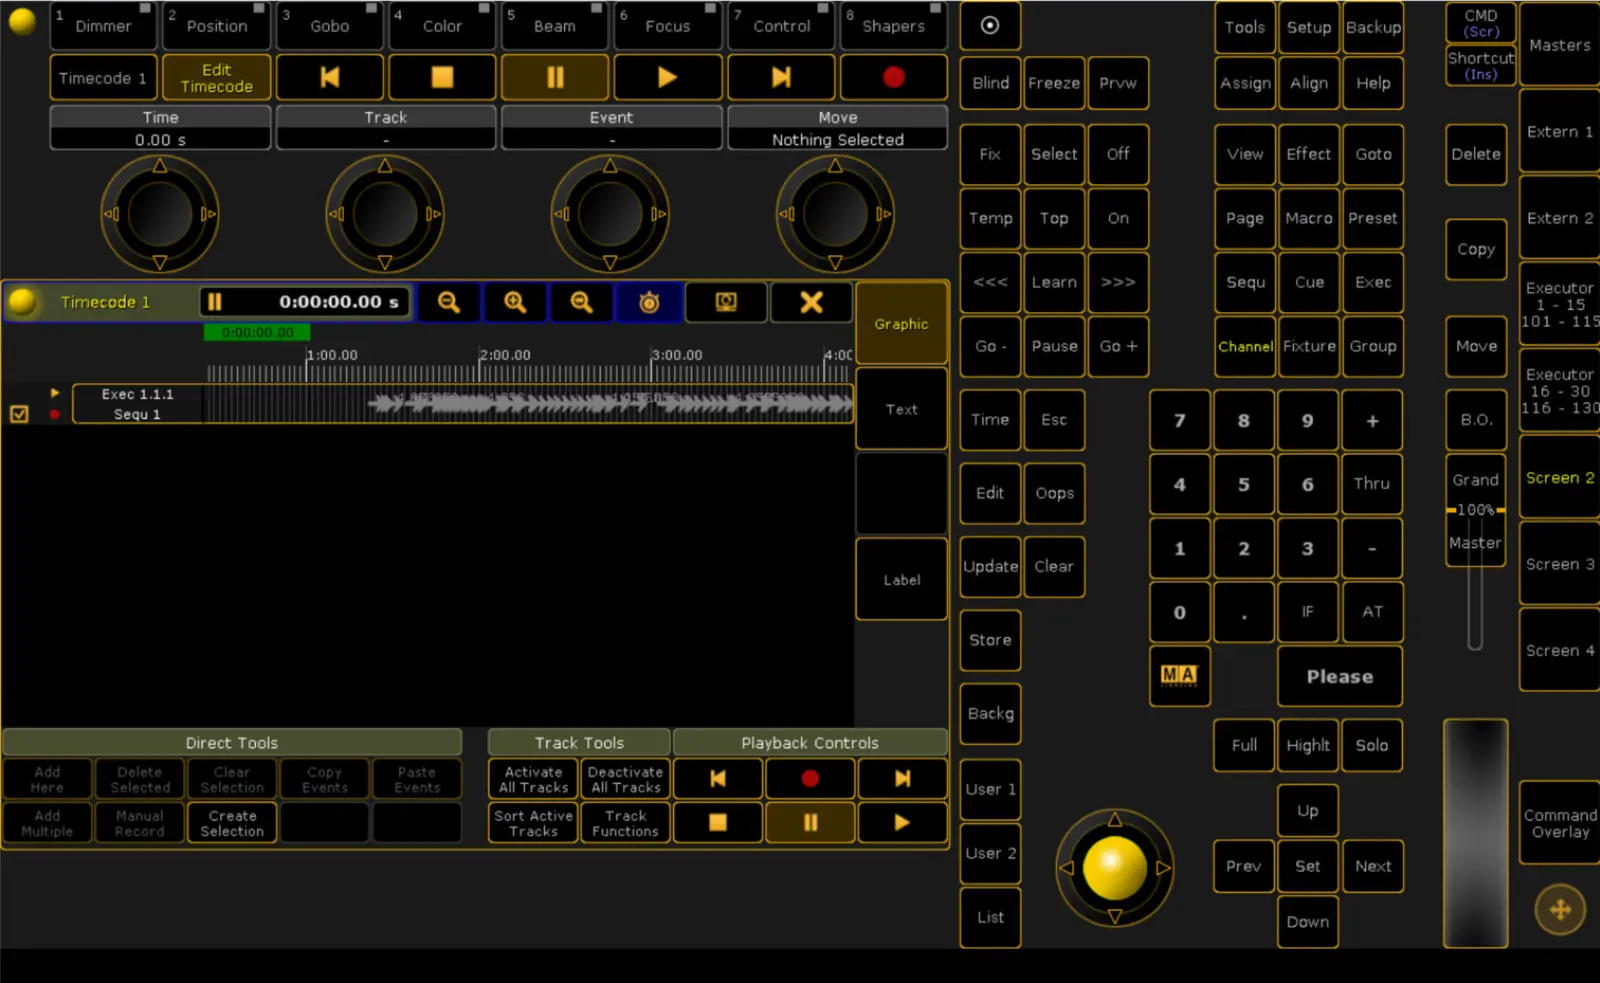 1 Dimmer
2 Position
3 Gobo
4 Color
5 Beam
6 Focus
7 Control
8 Shapers
Timecode 1
Edit
Timecode
Time
0.00 s
Track
-
Event
-
Move
Nothing Selected
Timecode 1
0:00:00.00 s
0:00:00.00
1:00.00
2:00.00
3:00.00
4:00
Exec 1.1.1
Sequ 1
Graphic
Text
Label
Direct Tools
Add
Here
Delete
Selected
Clear
Selection
Copy
Events
Paste
Events
Add
Multiple
Manual
Record
Create
Selection
Track Tools
Activate
All Tracks
Deactivate
All Tracks
Sort Active
Tracks
Track
Functions
Playback Controls
Blind
Freeze
Prvw
Fix
Select
Off
Temp
Top
On
<<<
Learn
>>>
Go -
Pause
Go +
Time
Esc
Edit
Oops
Update
Clear
Store
Backg
User 1
User 2
List
Tools
Setup
Backup
Assign
Align
Help
View
Effect
Goto
Page
Macro
Preset
Sequ
Cue
Exec
Channel
Fixture
Group
7
8
9
+
4
5
6
Thru
1
2
3
-
0
.
IF
AT
MA
Please
Full
Highlt
Solo
Up
Prev
Set
Next
Down
CMD
(Scr)
Shortcut
(Ins)
Delete
Copy
Move
B.O.
Grand
100%
Master
Masters
Extern 1
Extern 2
Executor
1 - 15
101 - 115
Executor
16 - 30
116 - 130
Screen 2
Screen 3
Screen 4
Command
Overlay